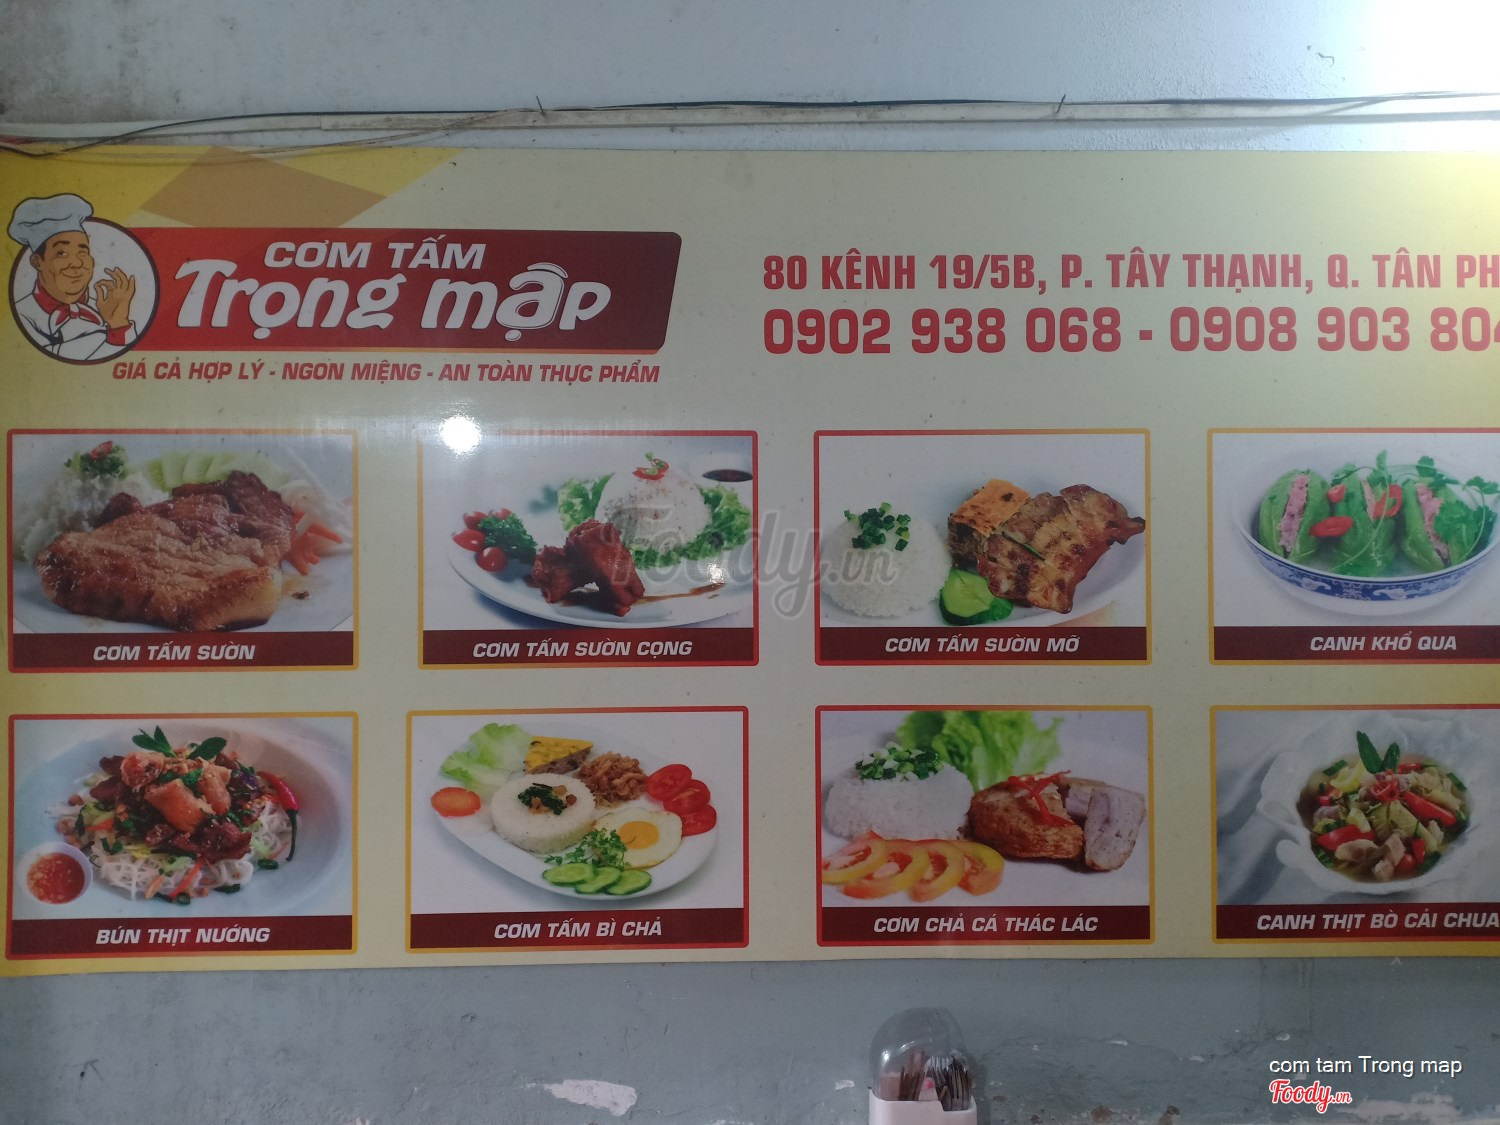 CƠM TẤM
Trọng mập
GIÁ CẢ HỢP LÝ - NGON MIỆNG - AN TOÀN THỰC PHẨM
80 KÊNH 19/5B, P. TÂY THẠNH, Q. TÂN PH
0902 938 068 - 0908 903 804
CƠM TẤM SƯỜN
CƠM TẤM SƯỜN CỌNG
CƠM TẤM SƯỜN MỠ
CANH KHỔ QUA
Foody.vn
BÚN THỊT NƯỚNG
CƠM TẤM BÌ CHẢ
CƠM CHẢ CÁ THÁC LÁC
CANH THỊT BÒ CẢI CHUA
com tam Trong map
Foody.vn